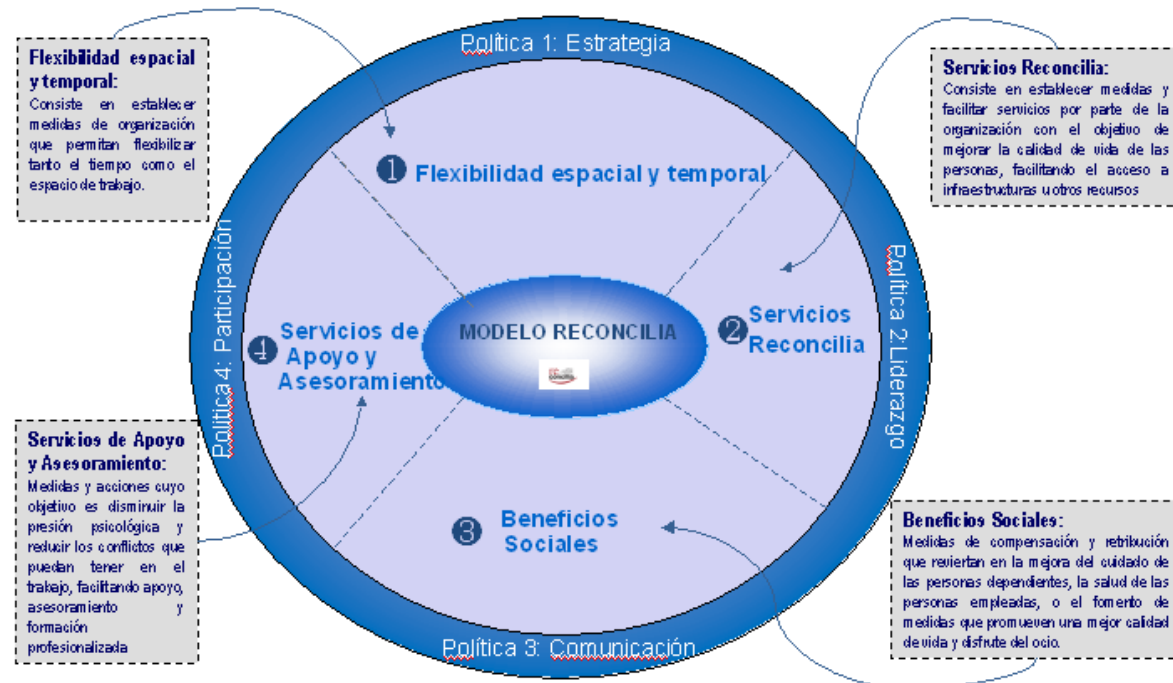 Política 1: Estrategia
Flexibilidad espacial
y temporal:
Consiste en establecer
medidas de organización
que permitan flexibilizar
tanto el tiempo como el
espacio de trabajo.
Servicios Reconcilia:
Consiste en establecer medidas y
facilitar servicios por parte de la
organización con el objetivo de
mejorar la calidad de vida de las
personas, facilitando el acceso a
infraestructuras u otros recursos
1 Flexibilidad espacial y temporal
Política 4: Participación
Política 2: Liderazgo
MODELO RECONCILIA
2 Servicios
Reconcilia
4 Servicios de
Apoyo y
Asesoramiento
3 Beneficios
Sociales
Servicios de Apoyo
y Asesoramiento:
Medidas y acciones cuyo
objetivo es disminuir la
presión psicológica y
reducir los conflictos que
puedan tener en el
trabajo, facilitando apoyo,
asesoramiento y
formación
profesionalizada
Beneficios Sociales:
Medidas de compensación y retribución
que reviertan en la mejora del cuidado de
las personas dependientes, la salud de las
personas empleadas, o el fomento de
medidas que promueven una mejor calidad
de vida y disfrute del ocio.
Política 3: Comunicación